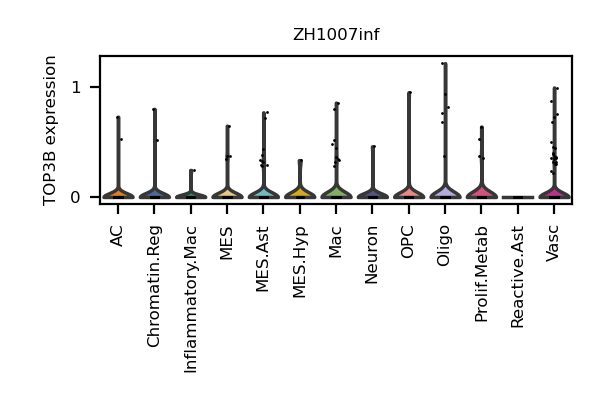 ZH1007inf
TOP3B expression
1
0
AC
Chromatin.Reg
Inflammatory.Mac
MES
MES.Ast
MES.Hyp
Mac
Neuron
OPC
Oligo
Prolif.Metab
Reactive.Ast
Vasc